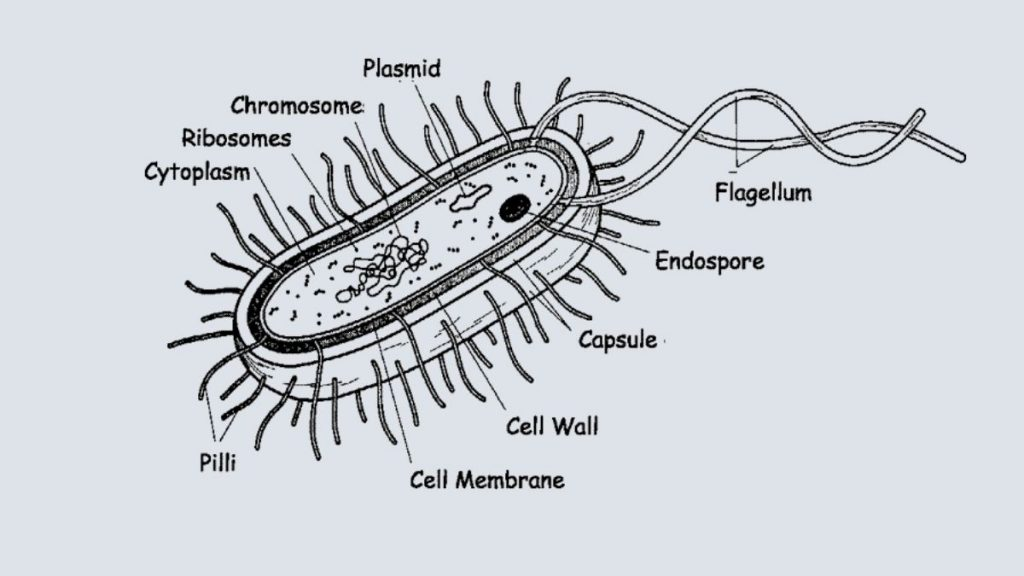 Plasmid
Chromosome
Ribosomes
Cytoplasm
Flagellum
Endospore
Capsule
Cell Wall
Pilli
Cell Membrane